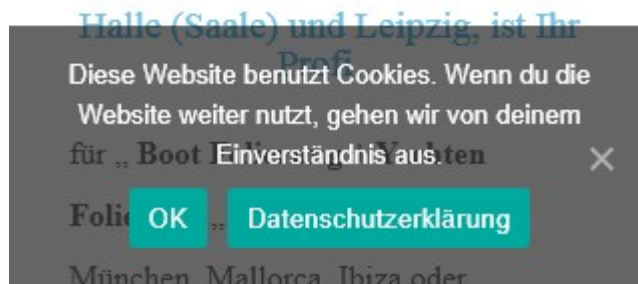 Halle (Saale) und Leipzig, ist Ihr
Profi
Diese Website benutzt Cookies. Wenn du die
Website weiter nutzt, gehen wir von deinem
Einverständnis aus.
für „ Boot
×
OK
Datenschutzerklärung
München, Mallorca, Ibiza oder